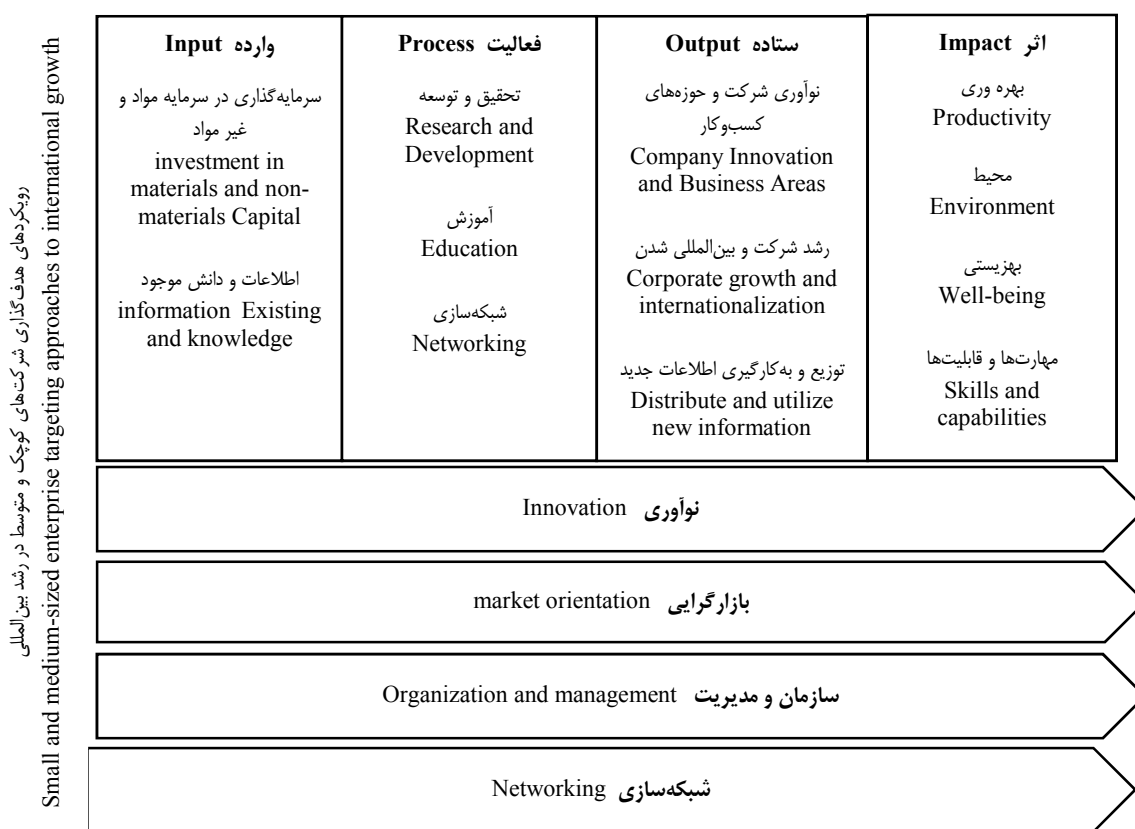 رویکردهای هدف‌گذاری شرکت‌های کوچک و متوسط در رشد بین‌المللی
Small and medium-sized enterprise targeting approaches to international growth
وارده Input
سرمایه‌گذاری در سرمایه مواد و
غیر مواد
investment in
materials and non-
materials Capital
اطلاعات و دانش موجود
information Existing
and knowledge
فعالیت Process
تحقیق و توسعه
Research and
Development
آموزش
Education
شبکه‌سازی
Networking
ستاده Output
نوآوری شرکت و حوزه‌های
کسب‌وکار
Company Innovation
and Business Areas
رشد شرکت و بین‌المللی شدن
Corporate growth and
internationalization
توزیع و به‌کارگیری اطلاعات جدید
Distribute and utilize
new information
اثر Impact
بهره وری
Productivity
محیط
Environment
بهزیستی
Well-being
مهارت‌ها و قابلیت‌ها
Skills and
capabilities
نوآوری Innovation
بازارگرایی market orientation
سازمان و مدیریت Organization and management
شبکه‌سازی Networking